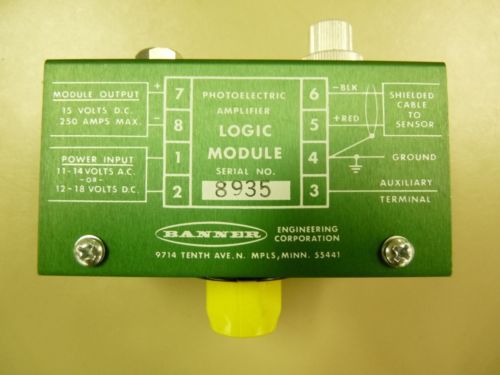 MODULE OUTPUT
15 VOLTS D.C.
250 AMPS MAX.
+ 7
- 8
POWER INPUT
11-14 VOLTS A.C.
-OR-
12-18 VOLTS D.C.
1
2
PHOTOELECTRIC
AMPLIFIER
LOGIC
MODULE
SERIAL NO.
8935
6 -BLK
5 +RED
4
3
SHIELDED
CABLE
TO
SENSOR
GROUND
AUXILIARY
TERMINAL
BANNER
ENGINEERING
CORPORATION
9714 TENTH AVE. N. MPLS, MINN. 55441